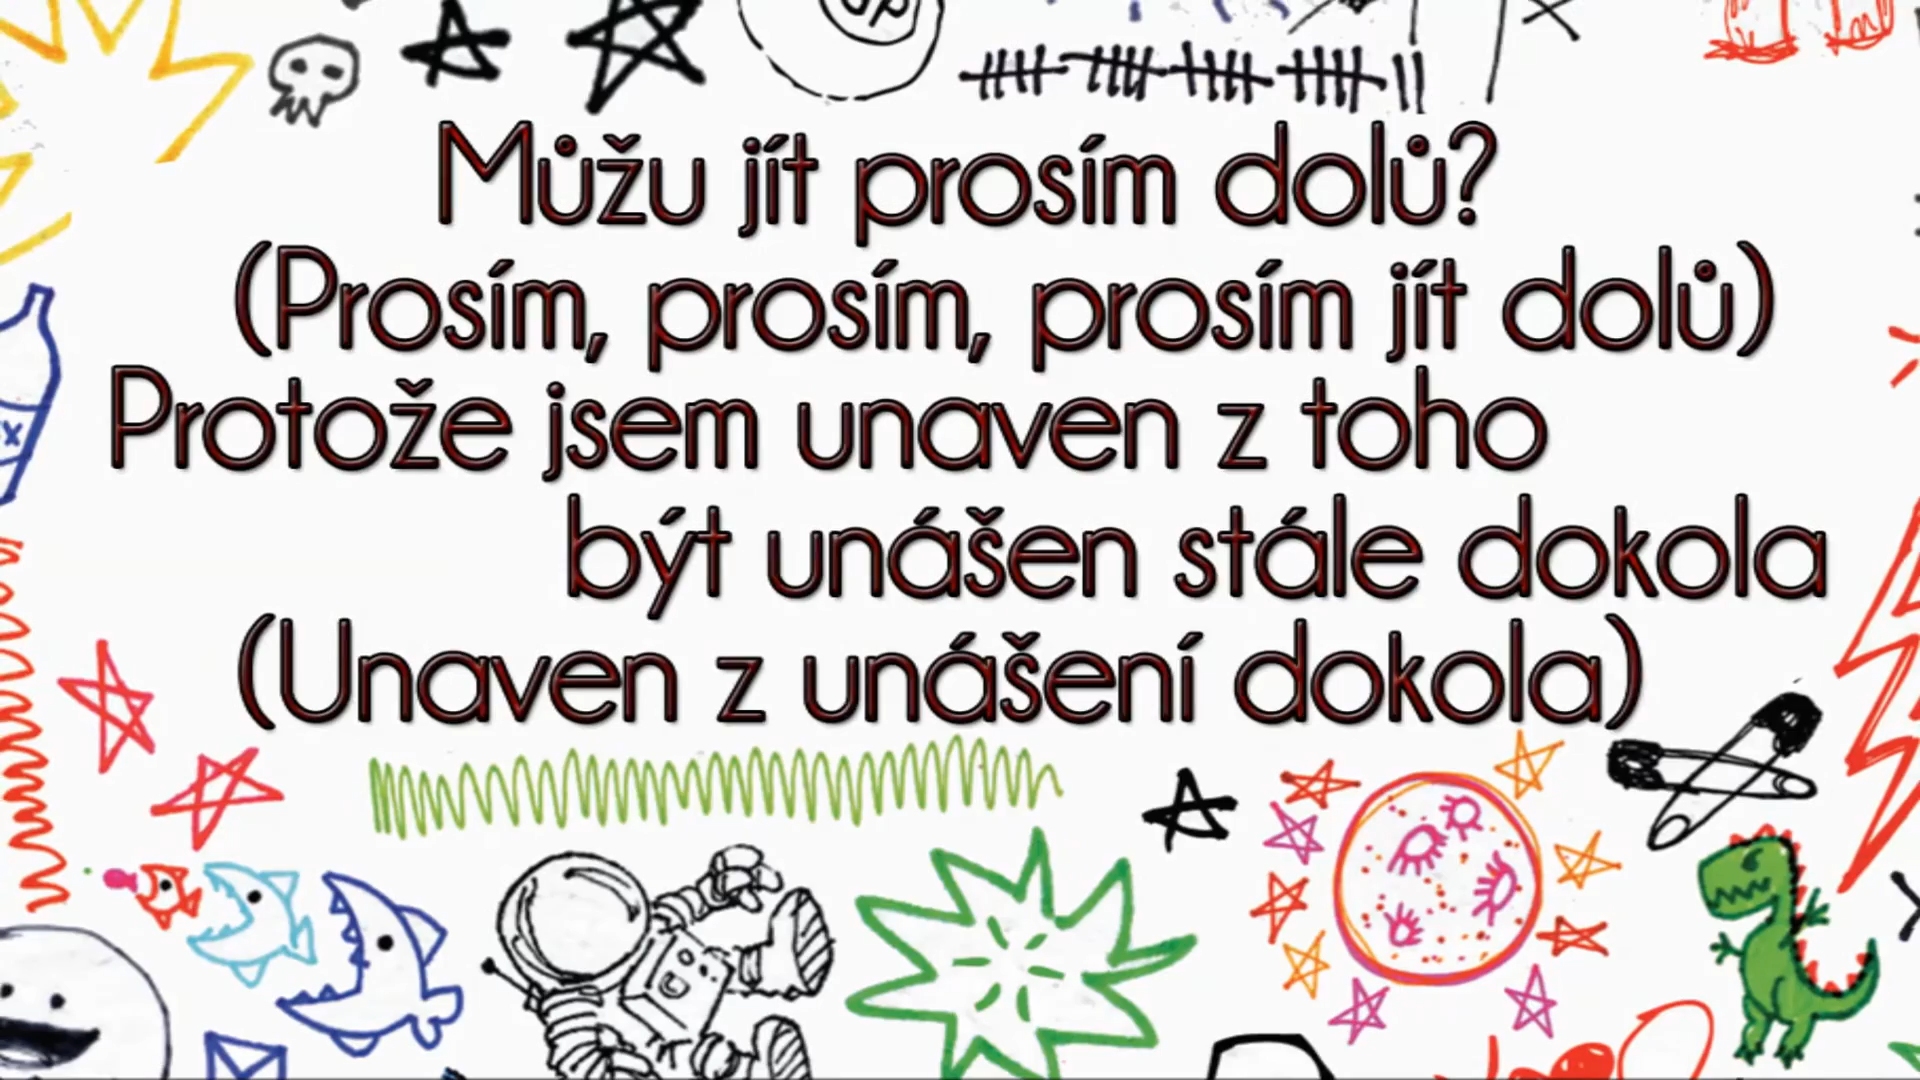 Můžu jít prosím dolů?
(Prosím, prosím, prosím jít dolů)
Protože jsem unaven z toho
být unášen stále dokola
(Unaven z unášení dokola)